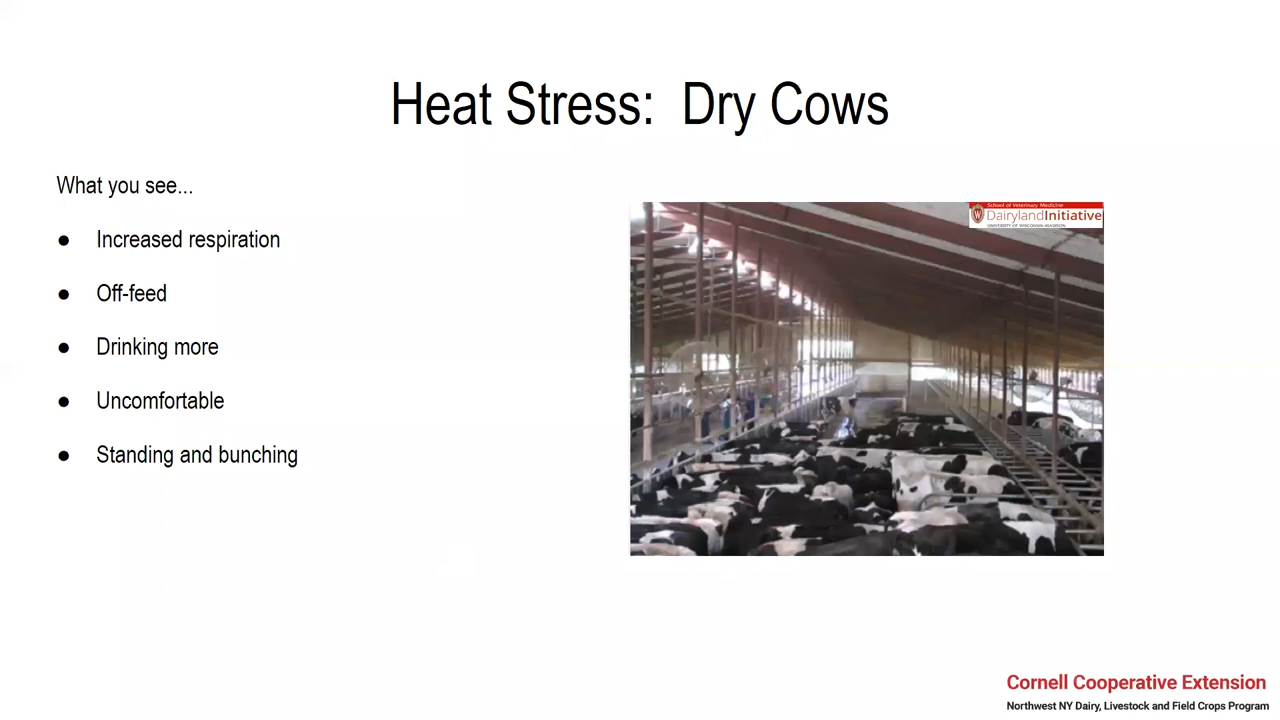 Heat Stress:  Dry Cows
What you see...
● Increased respiration
● Off-feed
● Drinking more
● Uncomfortable
● Standing and bunching
School of Veterinary Medicine
W
DairylandInitiative
UNIVERSITY OF WISCONSIN-MADISON
Cornell Cooperative Extension
Northwest NY Dairy, Livestock and Field Crops Program